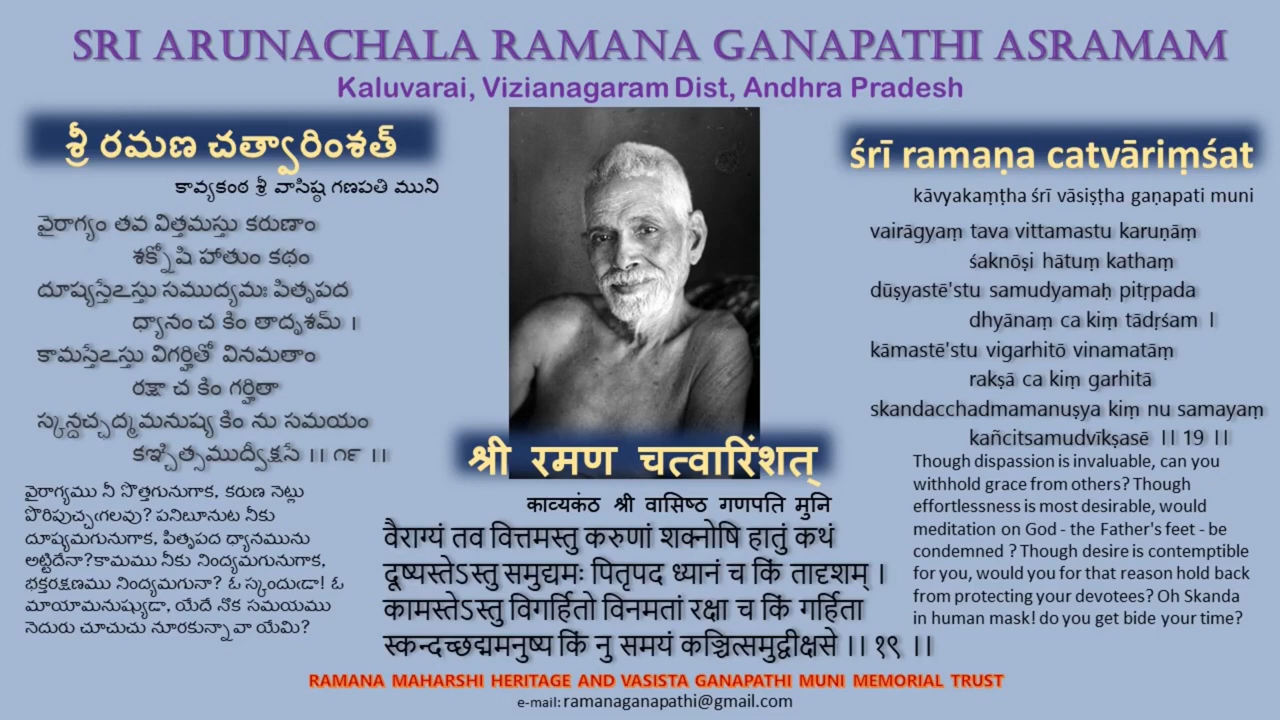 SRI ARUNACHALA RAMANA GANAPATHI ASRAMAM
Kaluvarai, Vizianagaram Dist, Andhra Pradesh
శ్రీ రమణ చత్వారింశత్
కావ్యకంఠ శ్రీ వాసిష్ఠ గణపతి ముని
వైరాగ్యం తవ విత్తమస్తు కరుణాం
శక్నోషి హాతుం కథం
దూష్యస్తేఽస్తు సముద్యమః పితృపద
ధ్యానం చ కిం తాదృశమ్ ।
కామస్తేఽస్తు విగర్హితో వినమతాం
రక్షా చ కిం గర్హితా
స్కన్దచ్ఛద్మమనుష్య కిం ను సమయం
కఞ్చిత్సముద్వీక్షసే ।। ౧౯ ।।
వైరాగ్యము నీ సొత్తగునుగాక, కరుణ నెట్లు
పొరిపుచ్చఁగలవు? పనిబూనుట నీకు
దూష్యమగునుగాక, పితృపద ధ్యానమును
అట్టిదేనా?కామము నీకు నింద్యమగునుగాక,
భక్తరక్షణము నింద్యమగునా? ఓ స్కందుఁడా! ఓ
మాయామనుష్యుడా, యేదే నొక సమయము
నెదురు చూచుచు నూరకున్నావా యేమి?
श्री रमण चत्वारिंशत्
काव्यकंठ श्री वासिष्ठ गणपति मुनि
वैराग्यं तव वित्तमस्तु करुणां शक्नोषि हातुं कथं
दूष्यस्तेऽस्तु समुद्यमः पितृपद ध्यानं च किं तादृशम् ।
कामस्तेऽस्तु विगर्हितो विनमतां रक्षा च किं गर्हिता
स्कन्दच्छद्ममनुष्य किं नु समयं कञ्चित्समुद्वीक्षसे ।। १९ ।।
śrī ramaṇa catvāriṃśat
kāvyakaṃṭha śrī vāsiṣṭha gaṇapati muni
vairāgyaṃ tava vittamastu karuṇāṃ
śaknōṣi hātuṃ kathaṃ
dūṣyastē'stu samudyamaḥ pitṛpada
dhyānaṃ ca kiṃ tādṛśam ।
kāmastē'stu vigarhitō vinamatāṃ
rakṣā ca kiṃ garhitā
skandacchadmamanuṣya kiṃ nu samayaṃ
kañcitsamudvīkṣasē ।। 19 ।।
Though dispassion is invaluable, can you
withhold grace from others? Though
effortlessness is most desirable, would
meditation on God - the Father's feet - be
condemned ? Though desire is contemptible
for you, would you for that reason hold back
from protecting your devotees? Oh Skanda
in human mask! do you get bide your time?
RAMANA MAHARSHI HERITAGE AND VASISTA GANAPATHI MUNI MEMORIAL TRUST
e-mail: ramanaganapathi@gmail.com